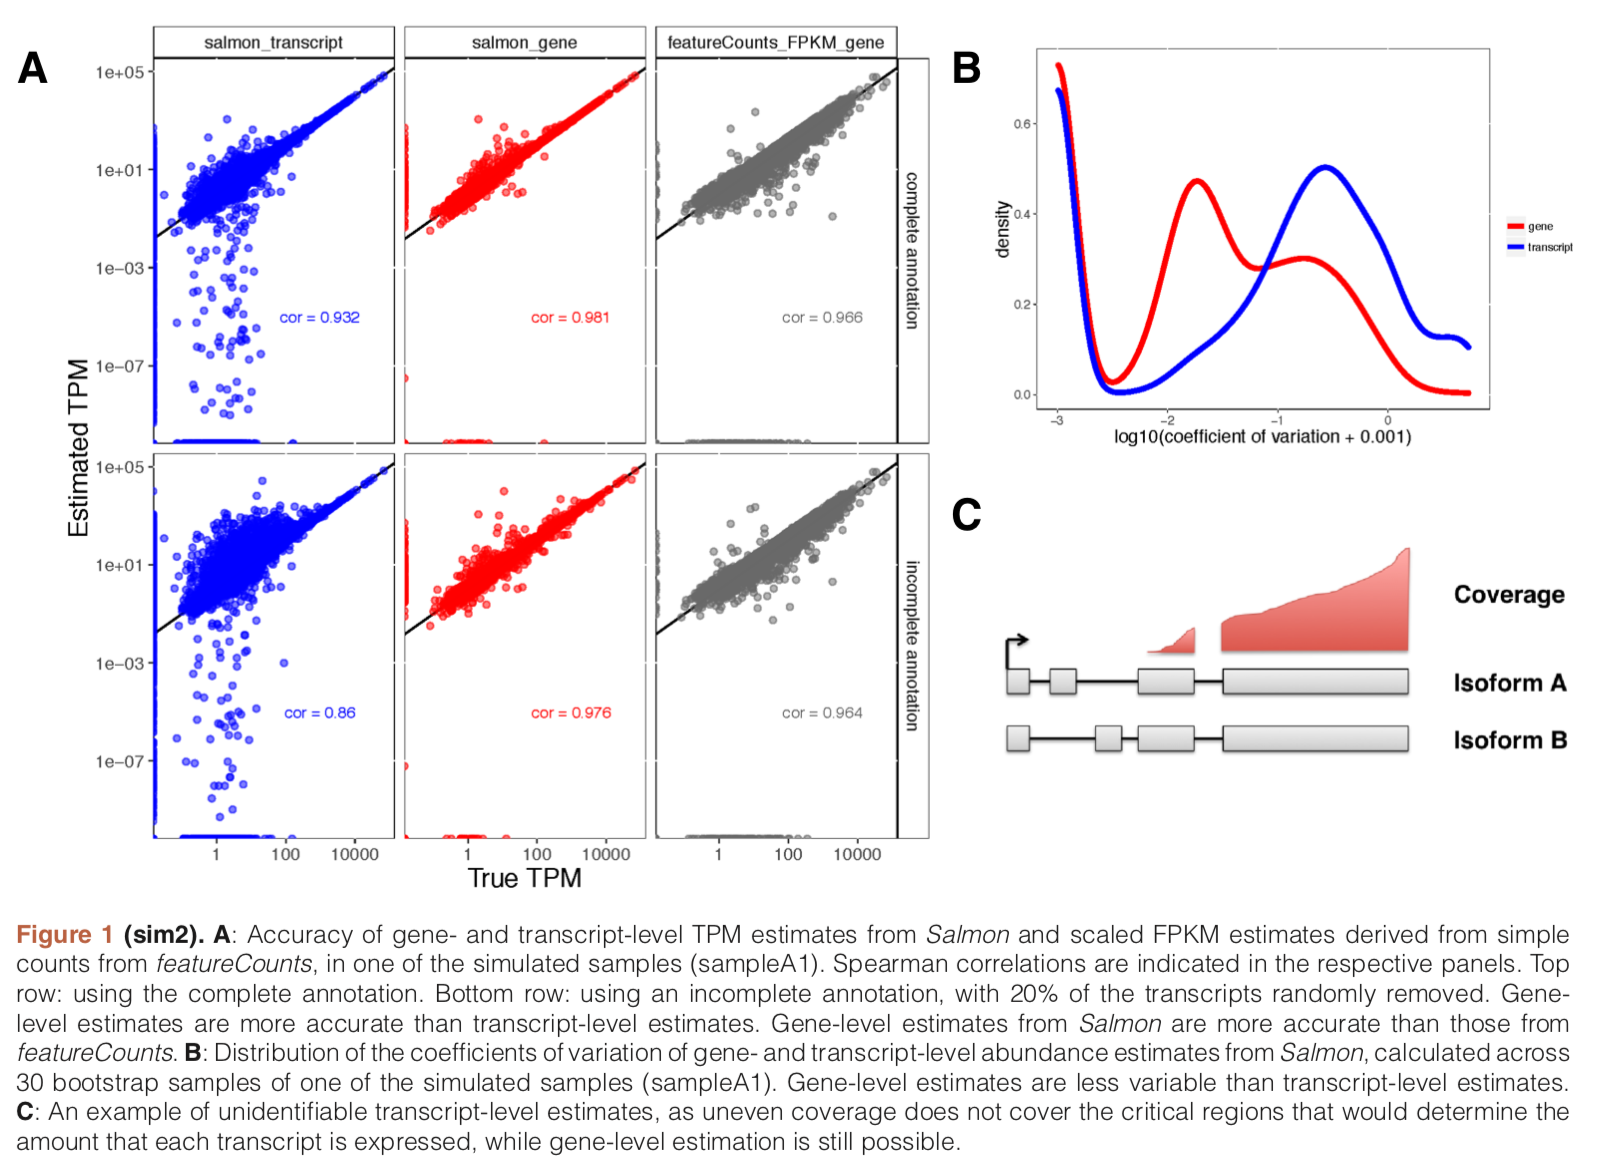 A
salmon_transcript
salmon_gene
featureCounts_FPKM_gene
1e+05
1e+01
1e−03
1e−07
cor = 0.932
cor = 0.981
cor = 0.966
complete annotation
Estimated TPM
1e+05
1e+01
1e−03
1e−07
cor = 0.86
cor = 0.976
cor = 0.964
incomplete annotation
1 100 10000
1 100 10000
1 100 10000
True TPM
B
density
0.6
0.4
0.2
0.0
−3 −2 −1 0
log10(coefficient of variation + 0.001)
gene
transcript
C
Coverage
Isoform A
Isoform B
Figure 1 (sim2). A: Accuracy of gene- and transcript-level TPM estimates from Salmon and scaled FPKM estimates derived from simple
counts from featureCounts, in one of the simulated samples (sampleA1). Spearman correlations are indicated in the respective panels. Top
row: using the complete annotation. Bottom row: using an incomplete annotation, with 20% of the transcripts randomly removed. Gene-
level estimates are more accurate than transcript-level estimates. Gene-level estimates from Salmon are more accurate than those from
featureCounts. B: Distribution of the coefficients of variation of gene- and transcript-level abundance estimates from Salmon, calculated across
30 bootstrap samples of one of the simulated samples (sampleA1). Gene-level estimates are less variable than transcript-level estimates.
C: An example of unidentifiable transcript-level estimates, as uneven coverage does not cover the critical regions that would determine the
amount that each transcript is expressed, while gene-level estimation is still possible.